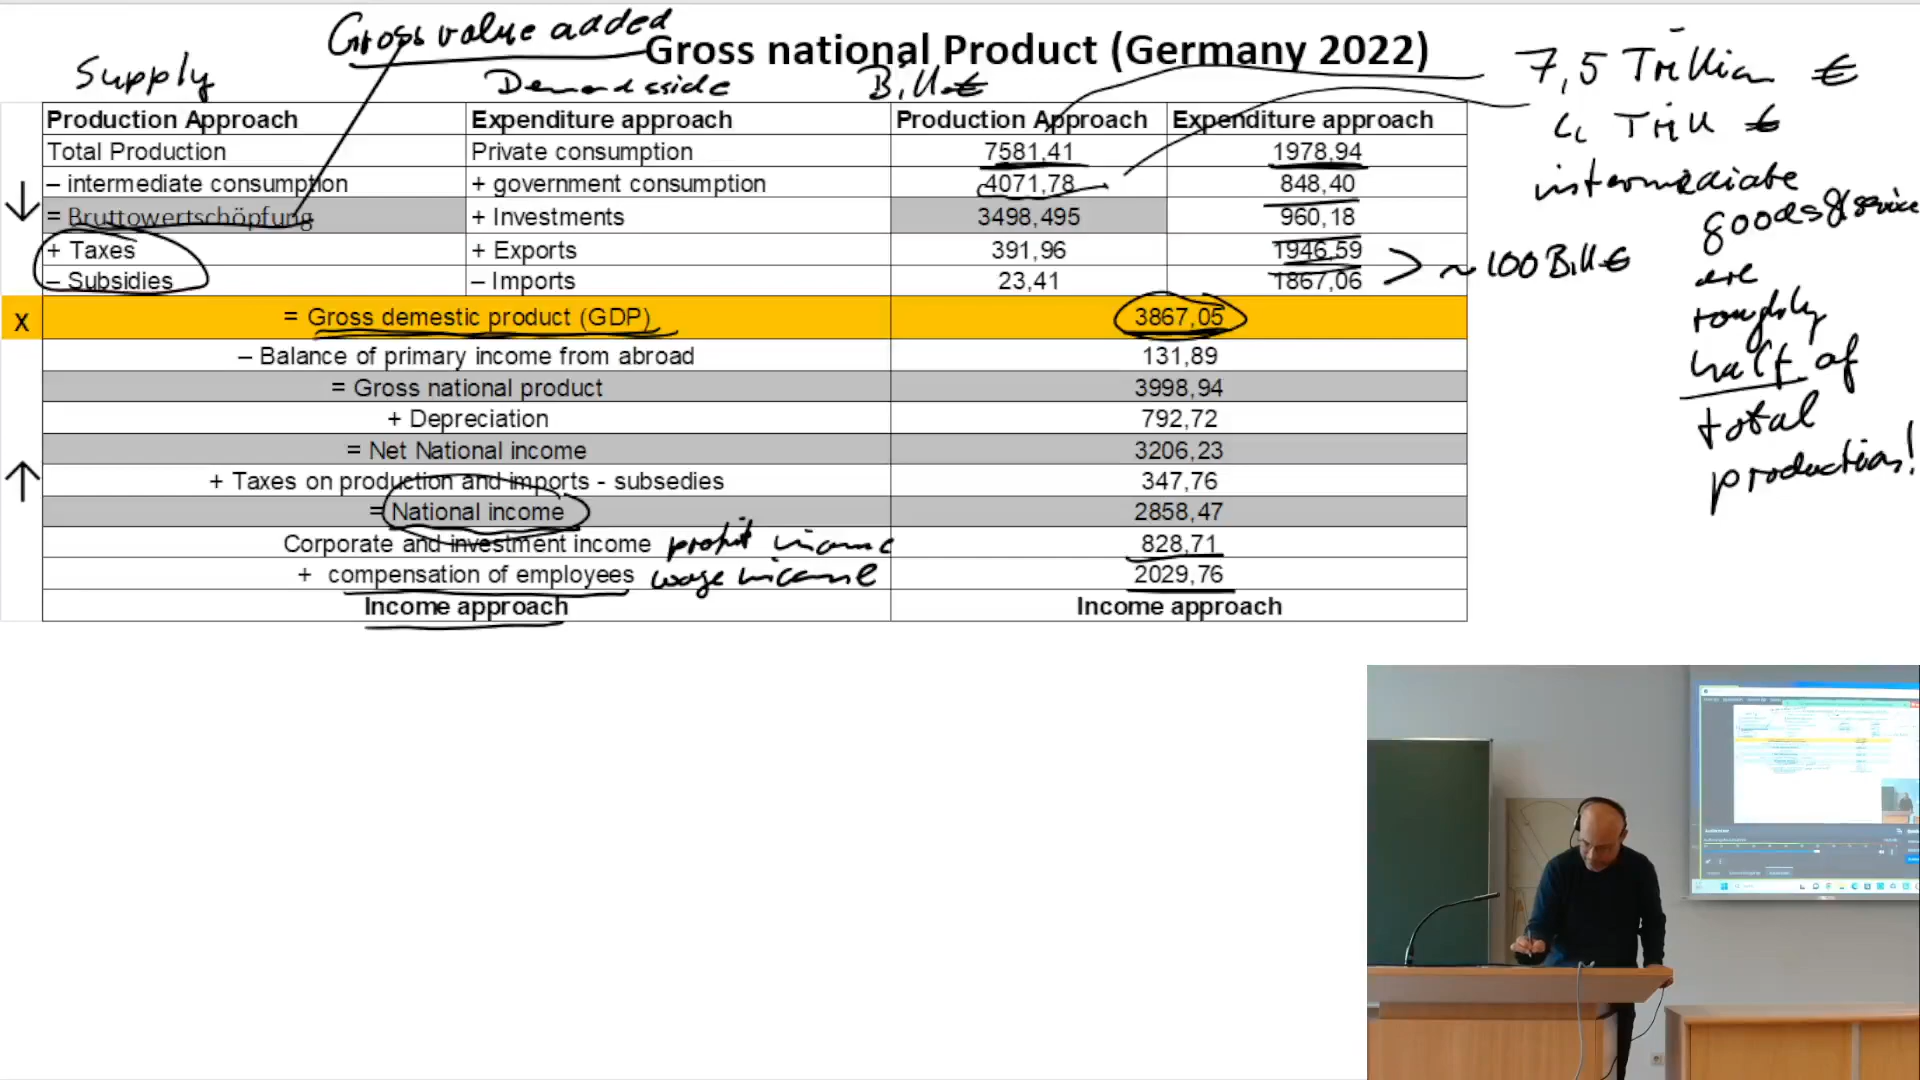 Gross value added
Gross national Product (Germany 2022)
Supply
Demand side
Bill. €
7,5 Trillion €
4 Trill €
intermediate
goods & service
are
roughly
half of
total
production!
Production Approach Expenditure approach Production Approach Expenditure approach
Total Production Private consumption 7581,41 1978,94
– intermediate consumption + government consumption 4071,78 848,40
= Bruttowertschöpfung + Investments 3498,495 960,18
+ Taxes + Exports 391,96 1946,59
– Subsidies – Imports 23,41 1867,06
~ 100 Bill €
x = Gross demestic product (GDP) 3867,05
– Balance of primary income from abroad 131,89
= Gross national product 3998,94
+ Depreciation 792,72
= Net National income 3206,23
+ Taxes on production and imports - subsedies 347,76
= National income 2858,47
Corporate and investment income profit income 828,71
+ compensation of employees wage income 2029,76
Income approach Income approach